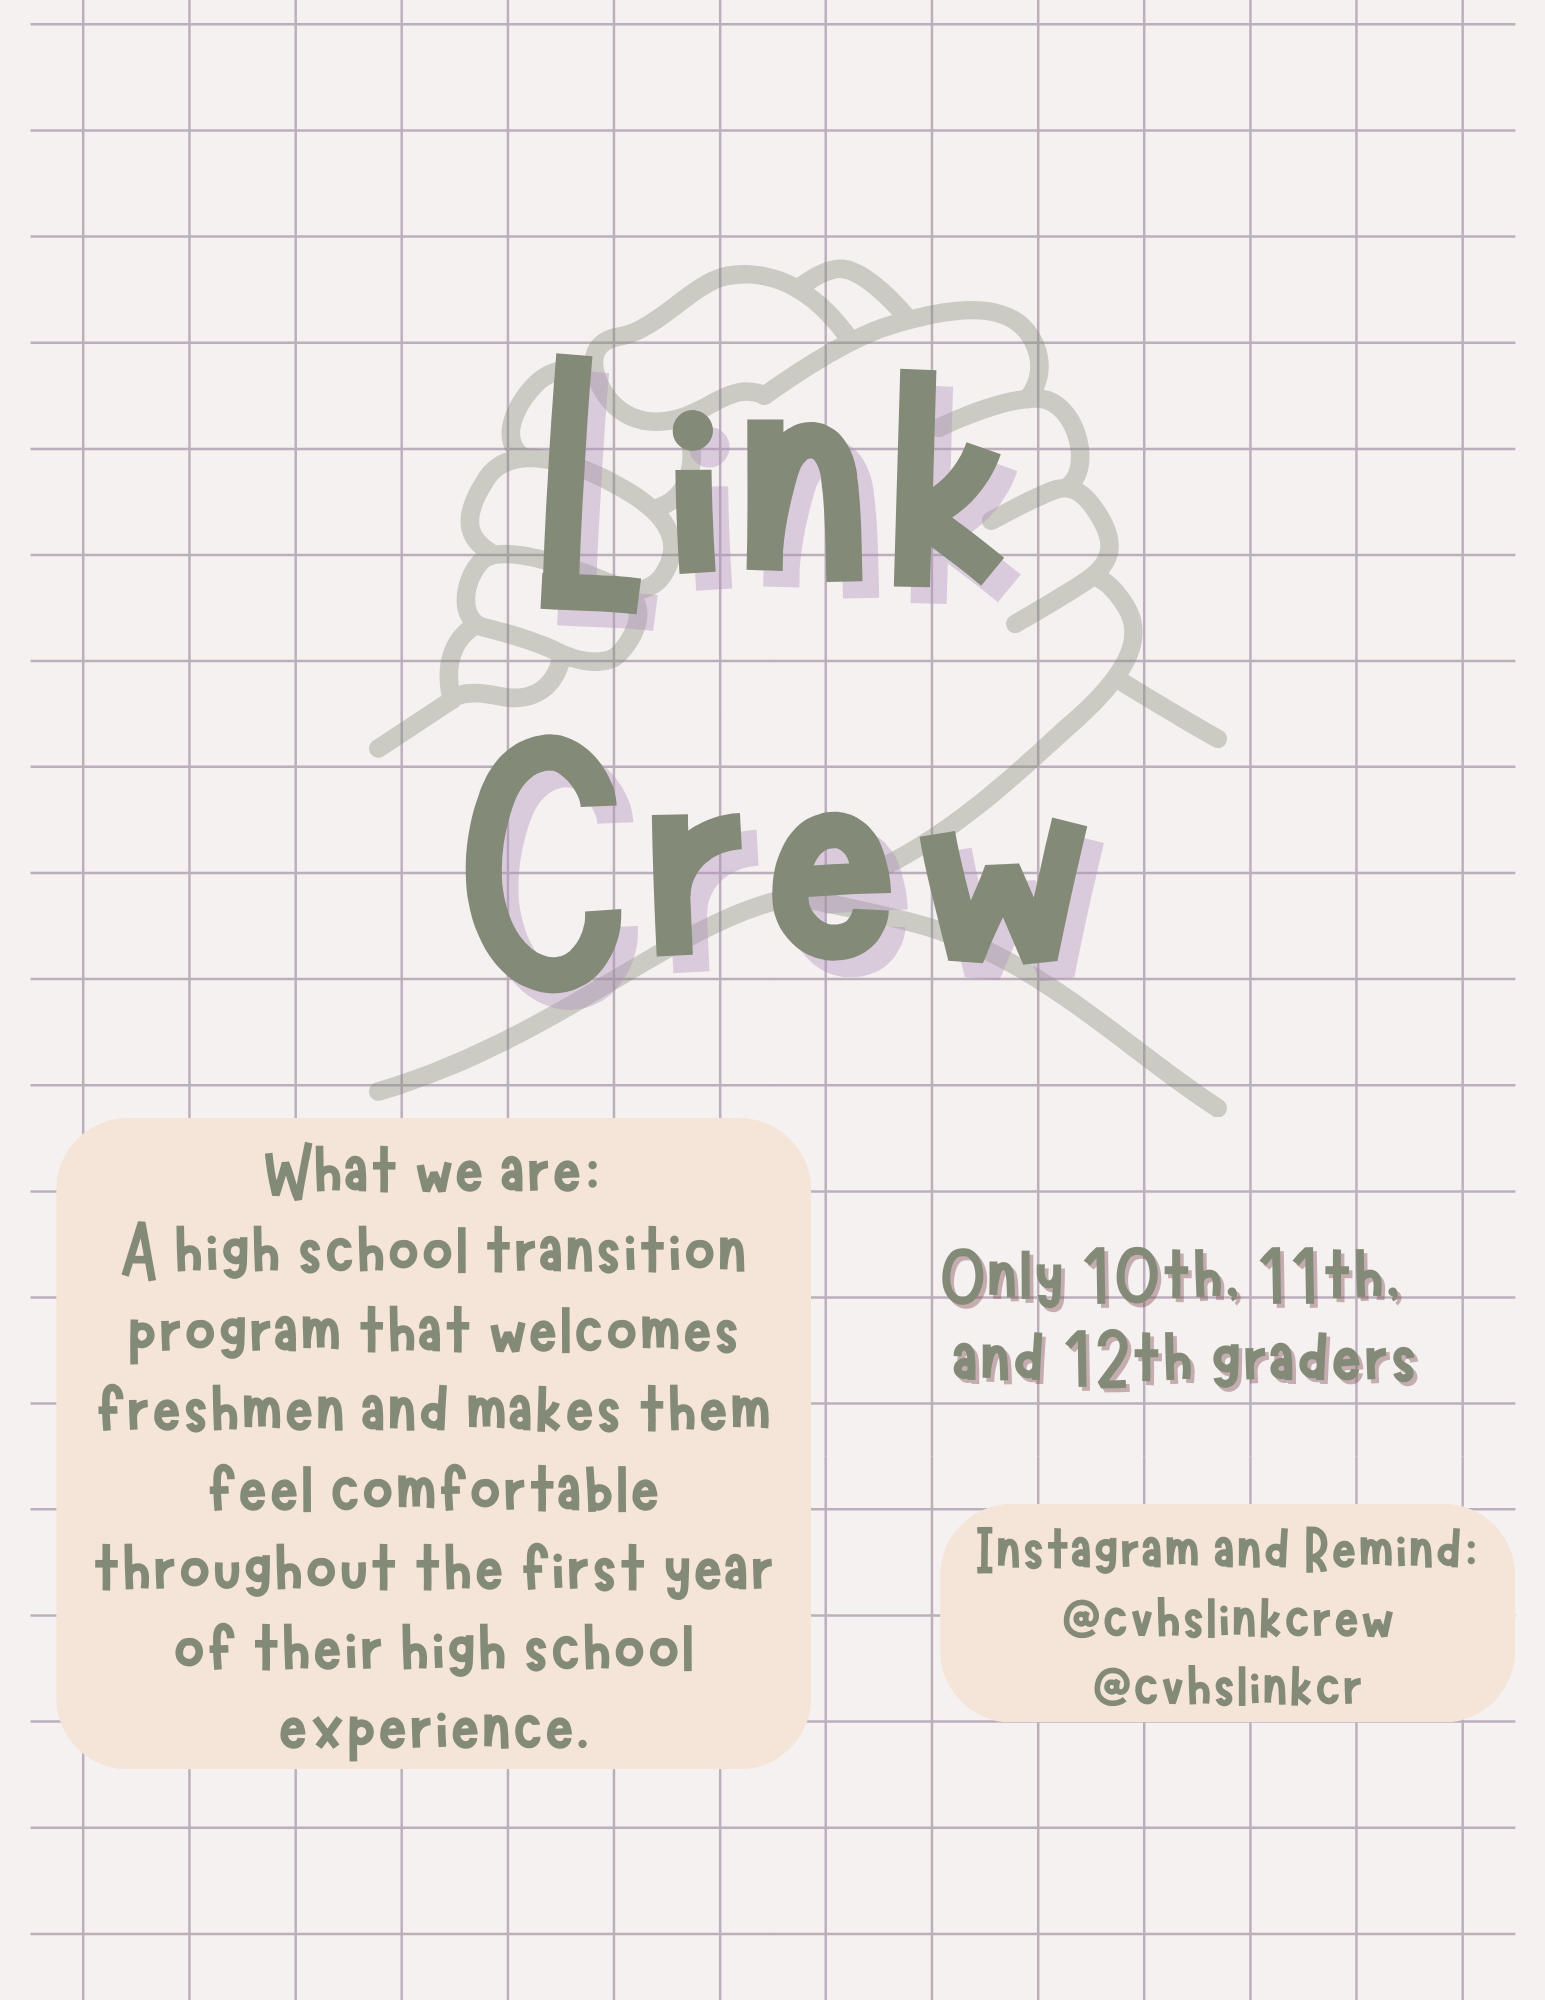 Link
Crew
What we are:
A high school transition
program that welcomes
freshmen and makes them
feel comfortable
throughout the first year
of their high school
experience.
Only 10th, 11th,
and 12th graders
Instagram and Remind:
@cvhslinkcrew
@cvhslinkcr